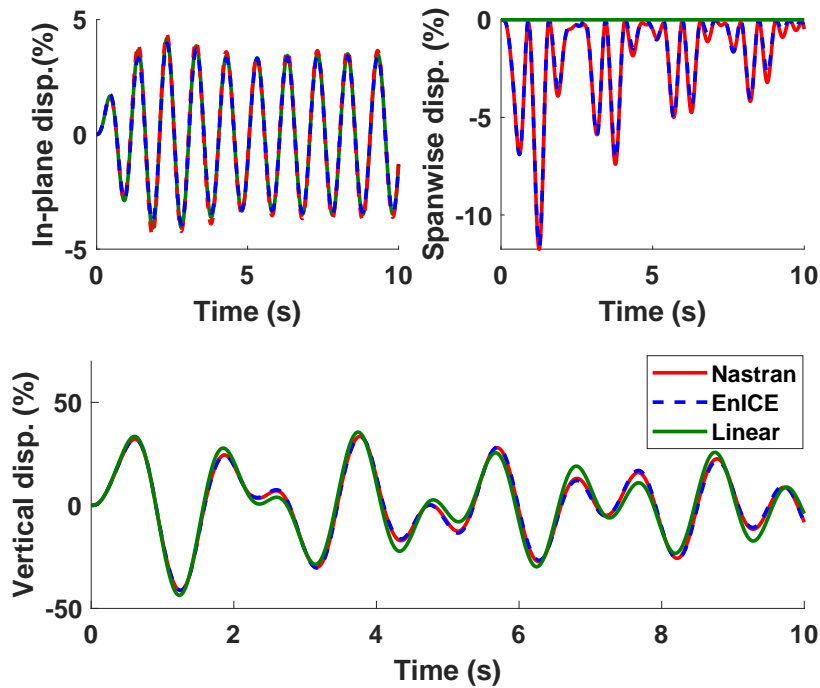 In-plane disp.(%)
5
0
-5
0
5
10
Time (s)
Spanwise disp. (%)
0
-5
-10
0
5
10
Time (s)
Vertical disp. (%)
50
0
-50
0
2
4
6
8
10
Time (s)
Nastran
EnICE
Linear